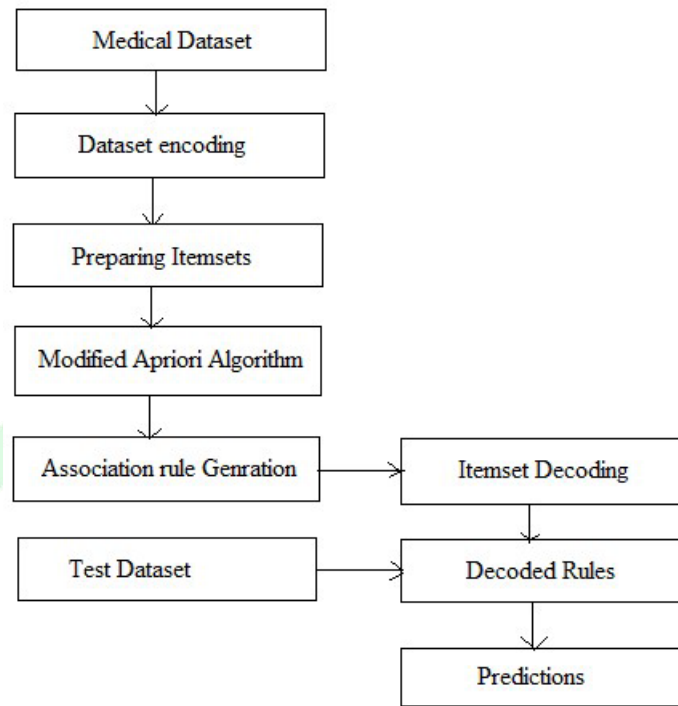 Medical Dataset
Dataset encoding
Preparing Itemsets
Modified Apriori Algorithm
Association rule Genration
Itemset Decoding
Test Dataset
Decoded Rules
Predictions